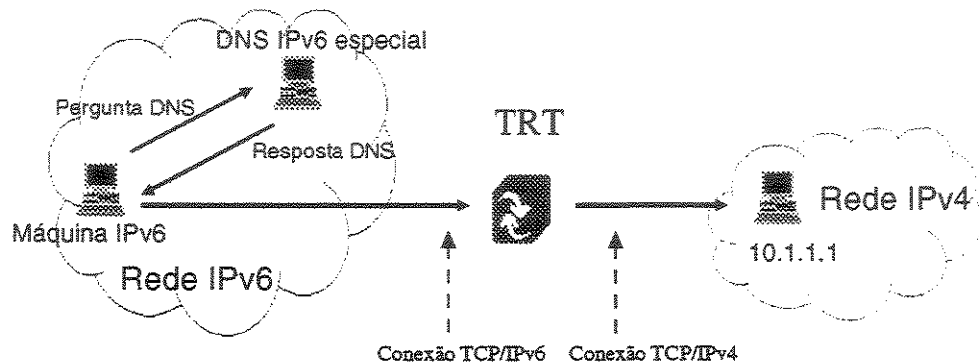 DNS IPv6 especial
Pergunta DNS
TRT
Resposta DNS
Rede IPv4
Máquina IPv6
10.1.1.1
Rede IPv6
Conexão TCP/IPv6
Conexão TCP/IPv4